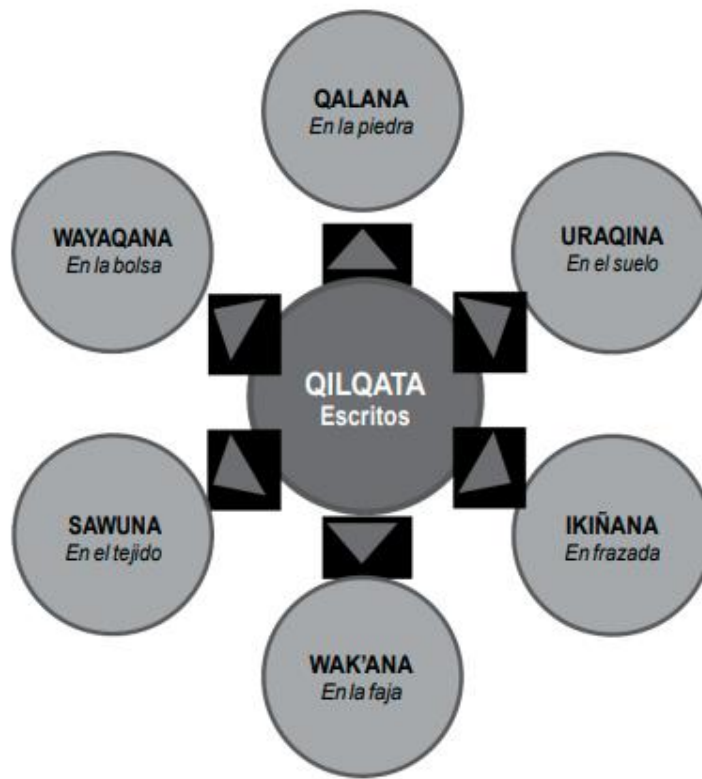 QALANA
En la piedra
WAYAQANA
En la bolsa
URAQINA
En el suelo
QILQATA
Escritos
SAWUNA
En el tejido
IKIÑANA
En frazada
WAK'ANA
En la faja